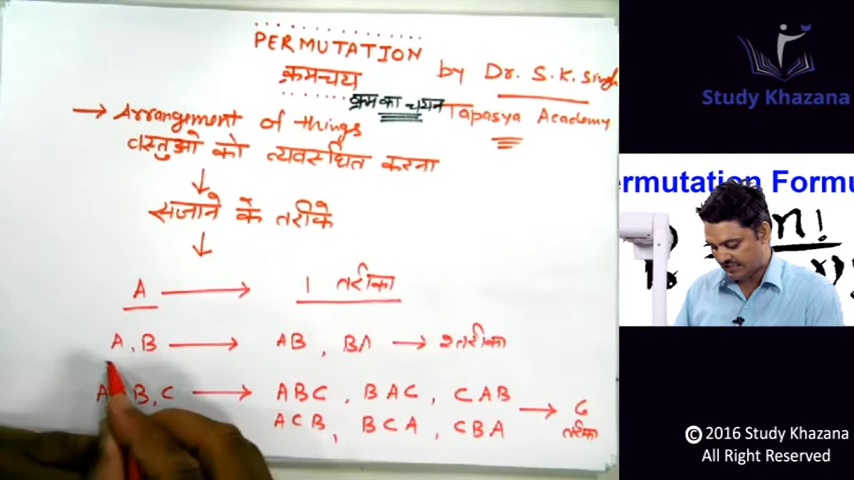 PERMUTATION
क्रमचय
by Dr. S. K. Singh
क्रम का चयन
Tapasya Academy
→ Arrangement of things
वस्तुओ को व्यवस्थित करना
↓
सजाने के तरीके
↓
A → 1 तरीका
A, B → AB, BA → 2 तरीका
A B, C → ABC, BAC, CAB
ACB, BCA, CBA → 6 तरीका
Study Khazana
ermutation Formu
n!
© 2016 Study Khazana
All Right Reserved